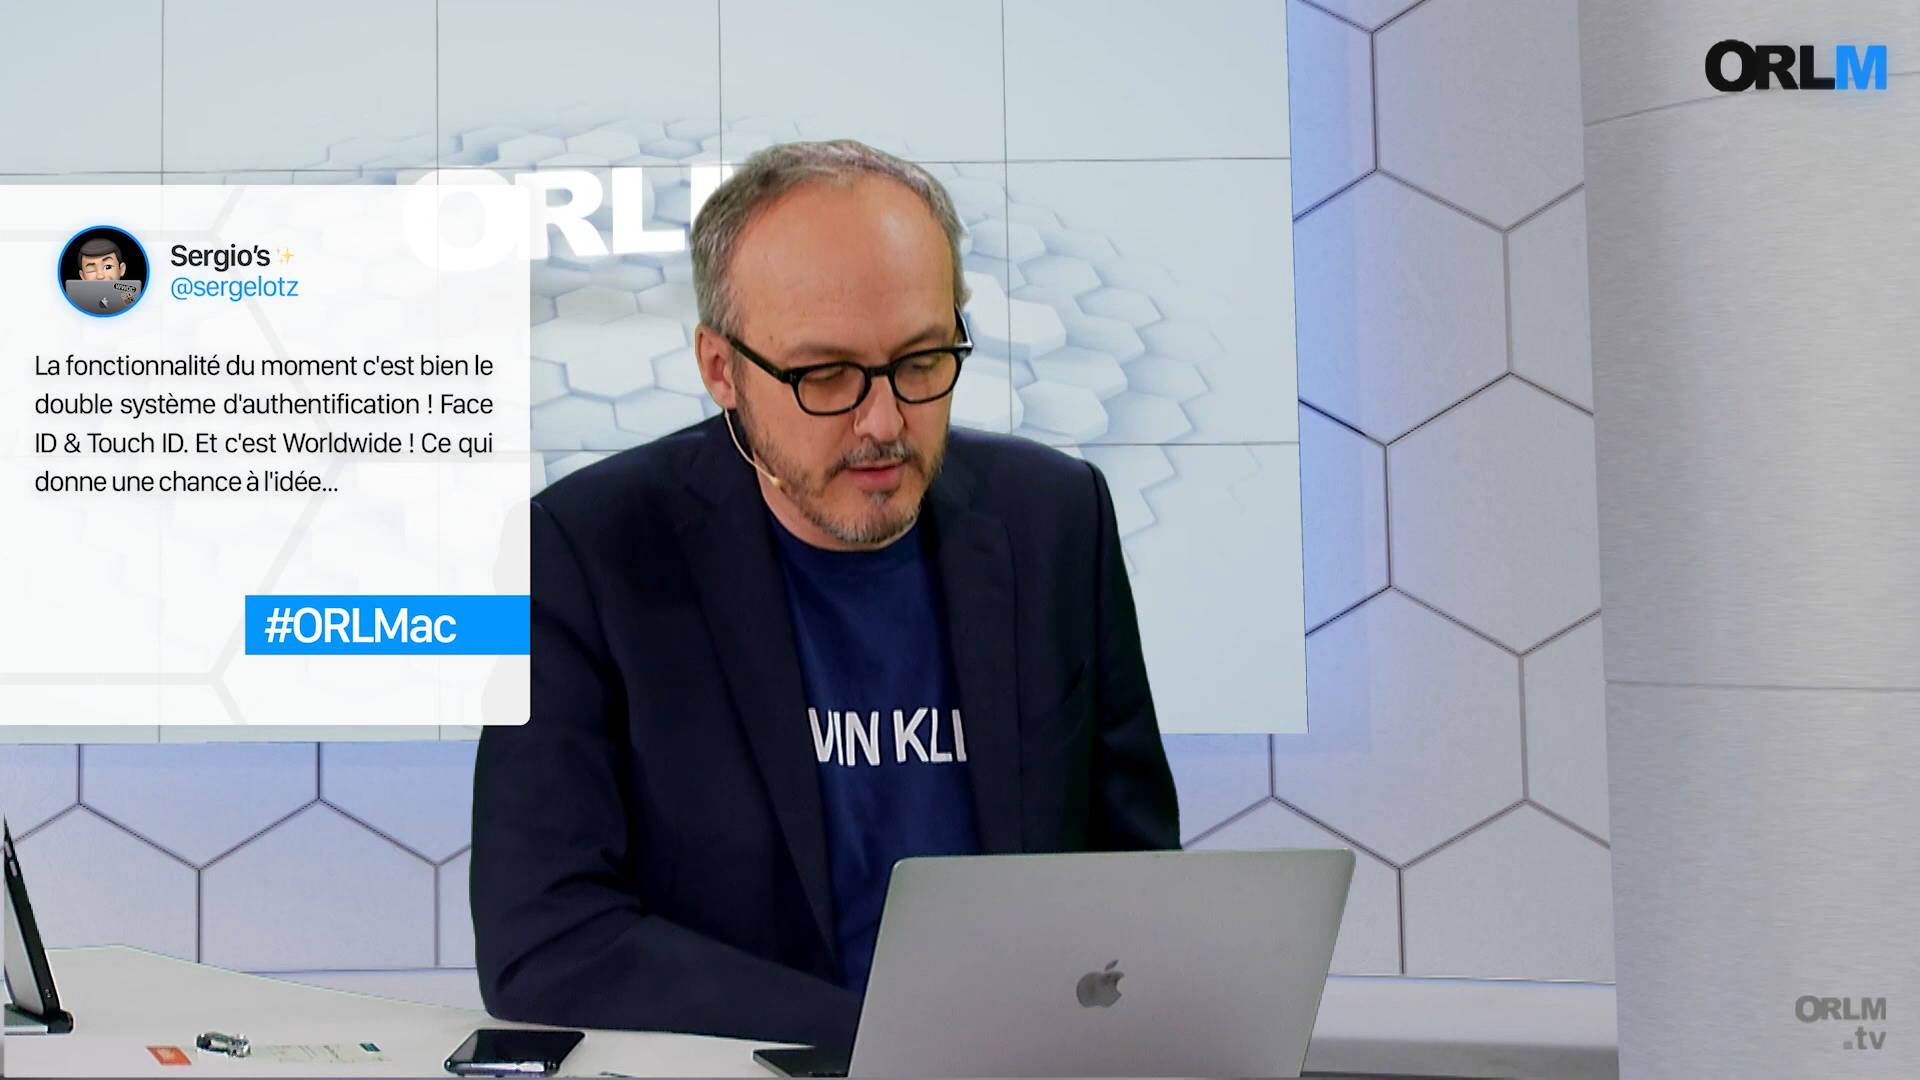 ORLM
ORL
Sergio's✨
@sergelotz
La fonctionnalité du moment c'est bien le
double système d'authentification ! Face
ID & Touch ID. Et c'est Worldwide ! Ce qui
donne une chance à l'idée...
#ORLMac
VIN KLI
ORLM
.tv